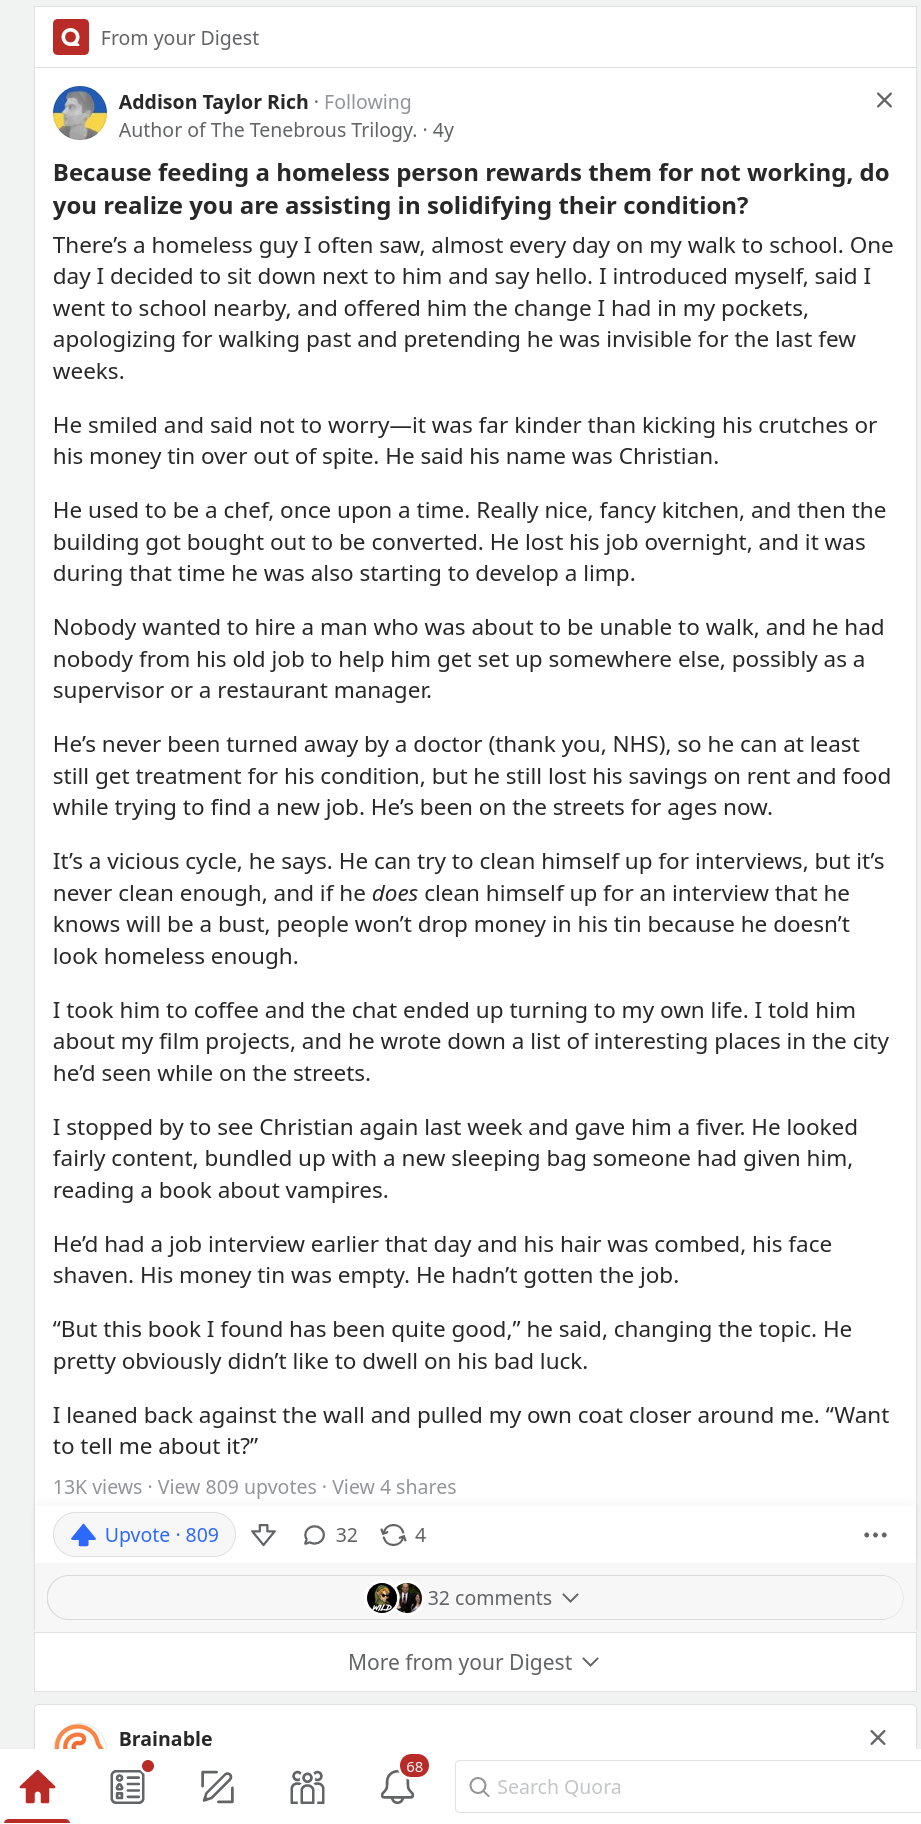 From your Digest
Addison Taylor Rich · Following
Author of The Tenebrous Trilogy. · 4y
Because feeding a homeless person rewards them for not working, do
you realize you are assisting in solidifying their condition?
There’s a homeless guy I often saw, almost every day on my walk to school. One
day I decided to sit down next to him and say hello. I introduced myself, said I
went to school nearby, and offered him the change I had in my pockets,
apologizing for walking past and pretending he was invisible for the last few
weeks.
He smiled and said not to worry—it was far kinder than kicking his crutches or
his money tin over out of spite. He said his name was Christian.
He used to be a chef, once upon a time. Really nice, fancy kitchen, and then the
building got bought out to be converted. He lost his job overnight, and it was
during that time he was also starting to develop a limp.
Nobody wanted to hire a man who was about to be unable to walk, and he had
nobody from his old job to help him get set up somewhere else, possibly as a
supervisor or a restaurant manager.
He’s never been turned away by a doctor (thank you, NHS), so he can at least
still get treatment for his condition, but he still lost his savings on rent and food
while trying to find a new job. He’s been on the streets for ages now.
It’s a vicious cycle, he says. He can try to clean himself up for interviews, but it’s
never clean enough, and if he does clean himself up for an interview that he
knows will be a bust, people won’t drop money in his tin because he doesn’t
look homeless enough.
I took him to coffee and the chat ended up turning to my own life. I told him
about my film projects, and he wrote down a list of interesting places in the city
he’d seen while on the streets.
I stopped by to see Christian again last week and gave him a fiver. He looked
fairly content, bundled up with a new sleeping bag someone had given him,
reading a book about vampires.
He’d had a job interview earlier that day and his hair was combed, his face
shaven. His money tin was empty. He hadn’t gotten the job.
“But this book I found has been quite good,” he said, changing the topic. He
pretty obviously didn’t like to dwell on his bad luck.
I leaned back against the wall and pulled my own coat closer around me. “Want
to tell me about it?”
13K views · View 809 upvotes · View 4 shares
Upvote · 809 32 4
WILD 32 comments
More from your Digest
Brainable
68
Search Quora